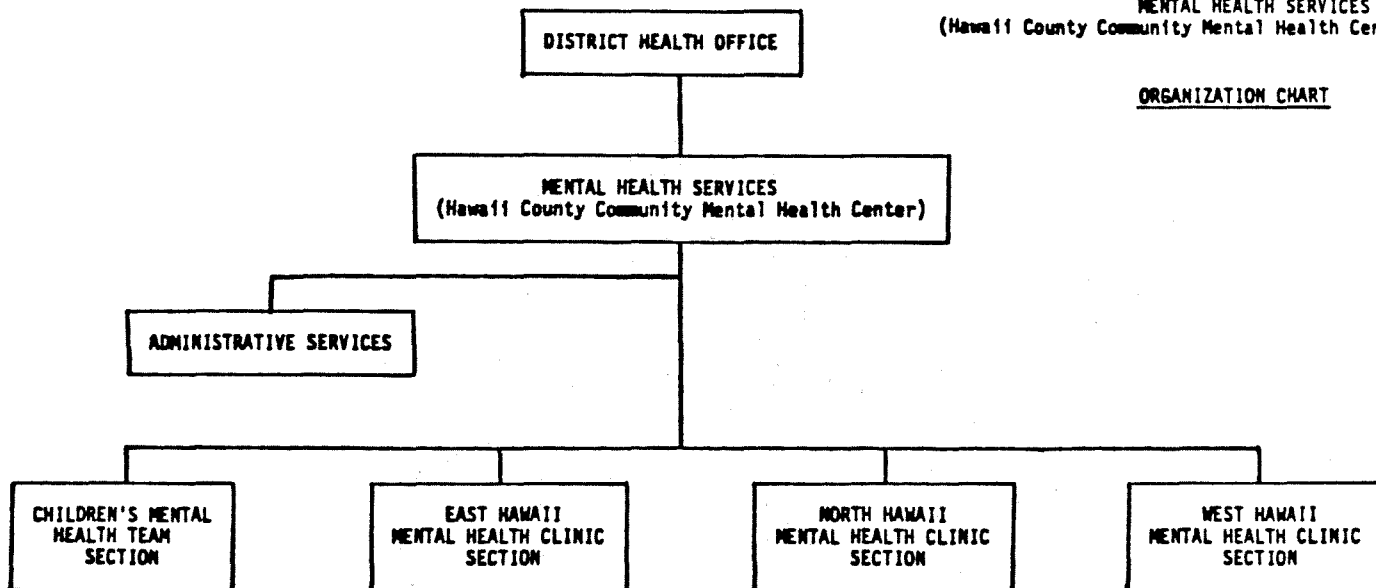 MENTAL HEALTH SERVICES
(Hawaii County Community Mental Health Cen
ORGANIZATION CHART
DISTRICT HEALTH OFFICE
MENTAL HEALTH SERVICES
(Hawaii County Community Mental Health Center)
ADMINISTRATIVE SERVICES
CHILDREN'S MENTAL
HEALTH TEAM
SECTION
EAST HAWAII
MENTAL HEALTH CLINIC
SECTION
NORTH HAWAII
MENTAL HEALTH CLINIC
SECTION
WEST HAWAII
MENTAL HEALTH CLINIC
SECTION